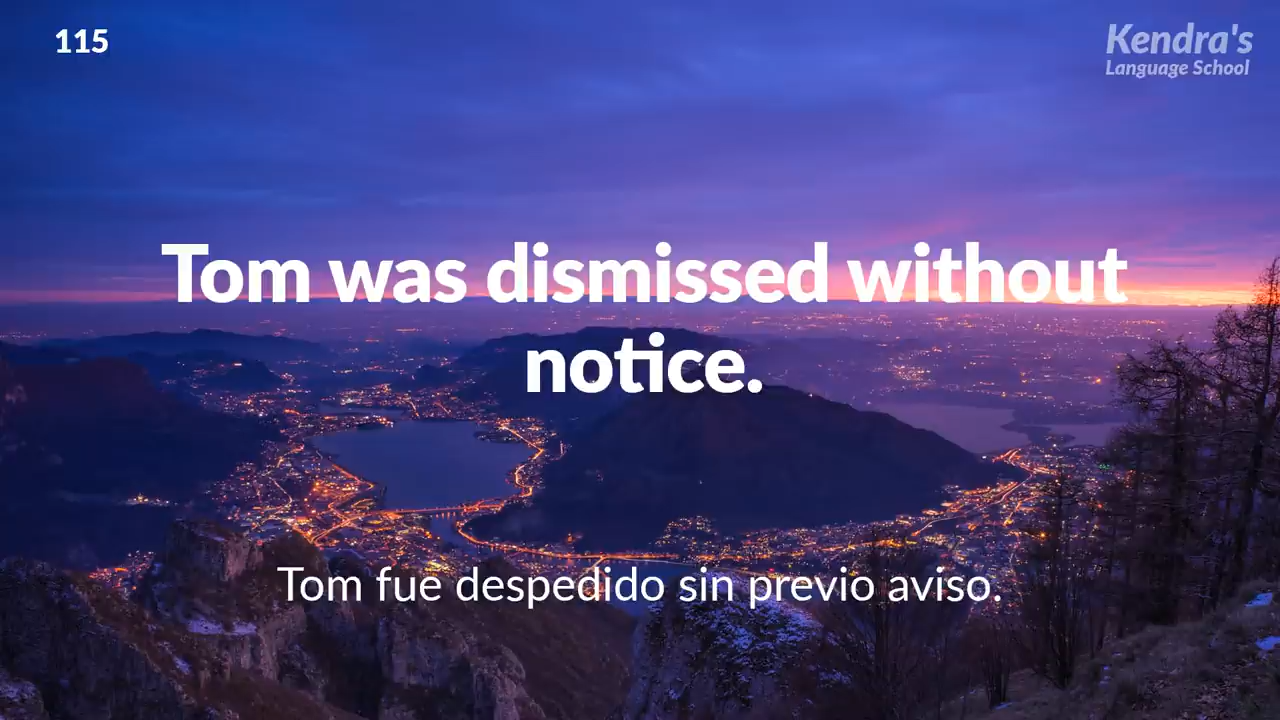 115
Kendra's
Language School
Tom was dismissed without
notice.
Tom fue despedido sin previo aviso.